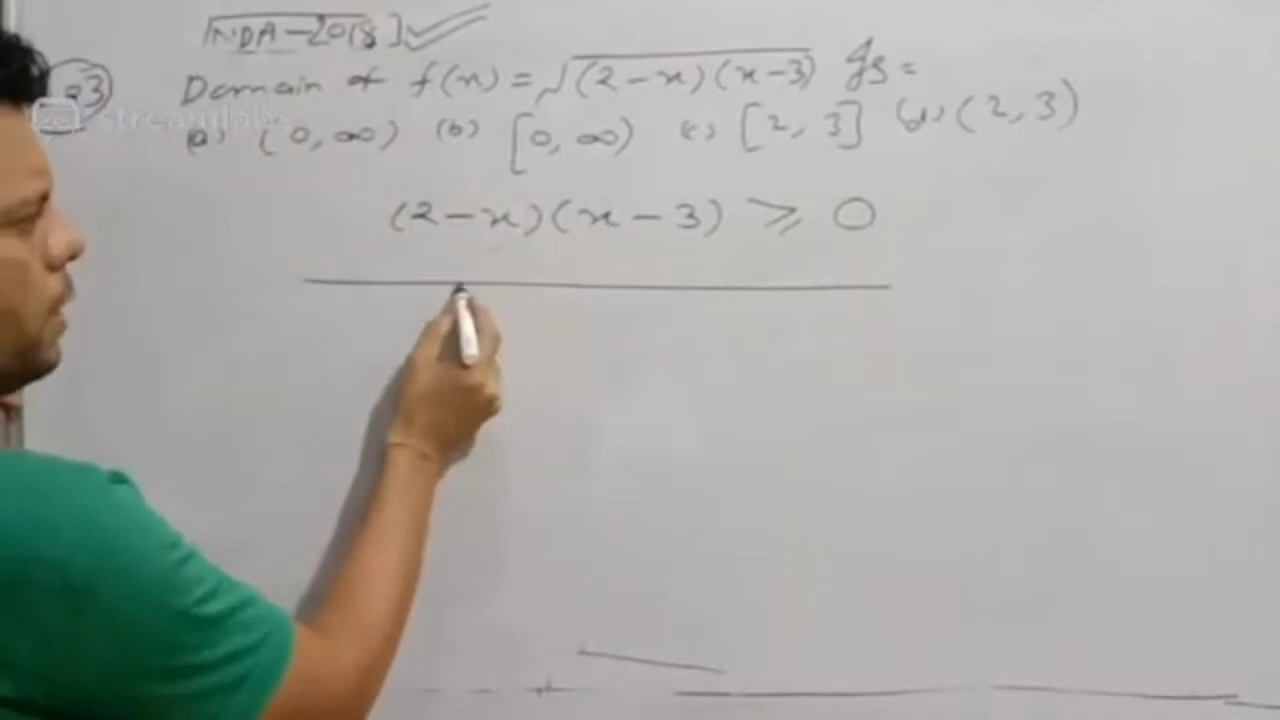 [NDA-2018]
Q3 Domain of f(x) = √(2-x)(x-3) Is =
(a) (0, ∞) (b) [0, ∞) (c) [2, 3] (d) (2, 3)
(2-x)(x-3) ≥ 0